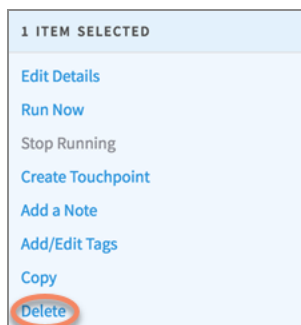 1 ITEM SELECTED
Edit Details
Run Now
Stop Running
Create Touchpoint
Add a Note
Add/Edit Tags
Copy
Delete